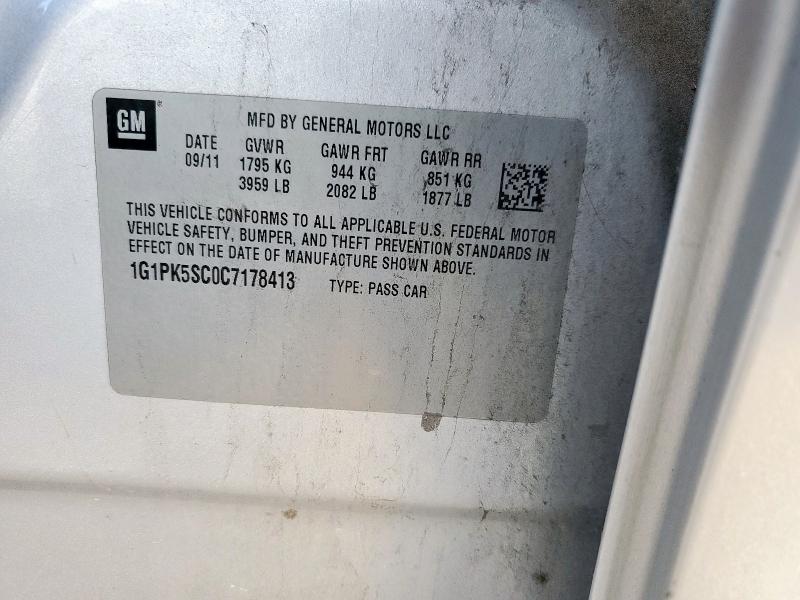 GM
MFD BY GENERAL MOTORS LLC
DATE GVWR GAWR FRT GAWR RR
09/11 1795 KG 944 KG 851 KG
3959 LB 2082 LB 1877 LB
THIS VEHICLE CONFORMS TO ALL APPLICABLE U.S. FEDERAL MOTOR
VEHICLE SAFETY, BUMPER, AND THEFT PREVENTION STANDARDS IN
EFFECT ON THE DATE OF MANUFACTURE SHOWN ABOVE.
1G1PK5SC0C7178413 TYPE: PASS CAR